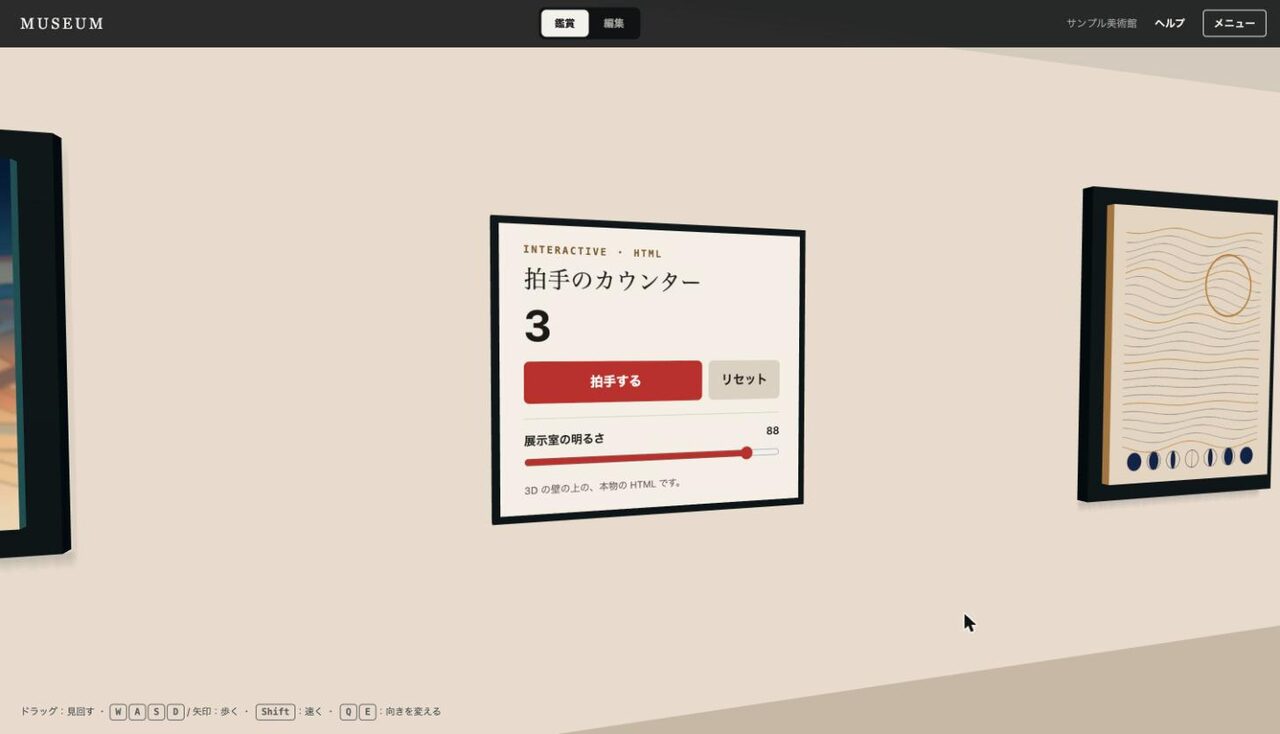 MUSEUM
鑑賞 編集
サンプル美術館 ヘルプ メニュー
INTERACTIVE · HTML
拍手のカウンター
3
拍手する リセット
展示室の明るさ 88
3D の壁の上の、本物の HTML です。
ドラッグ：見回す · W A S D / 矢印：歩く · Shift：速く · Q E：向きを変える